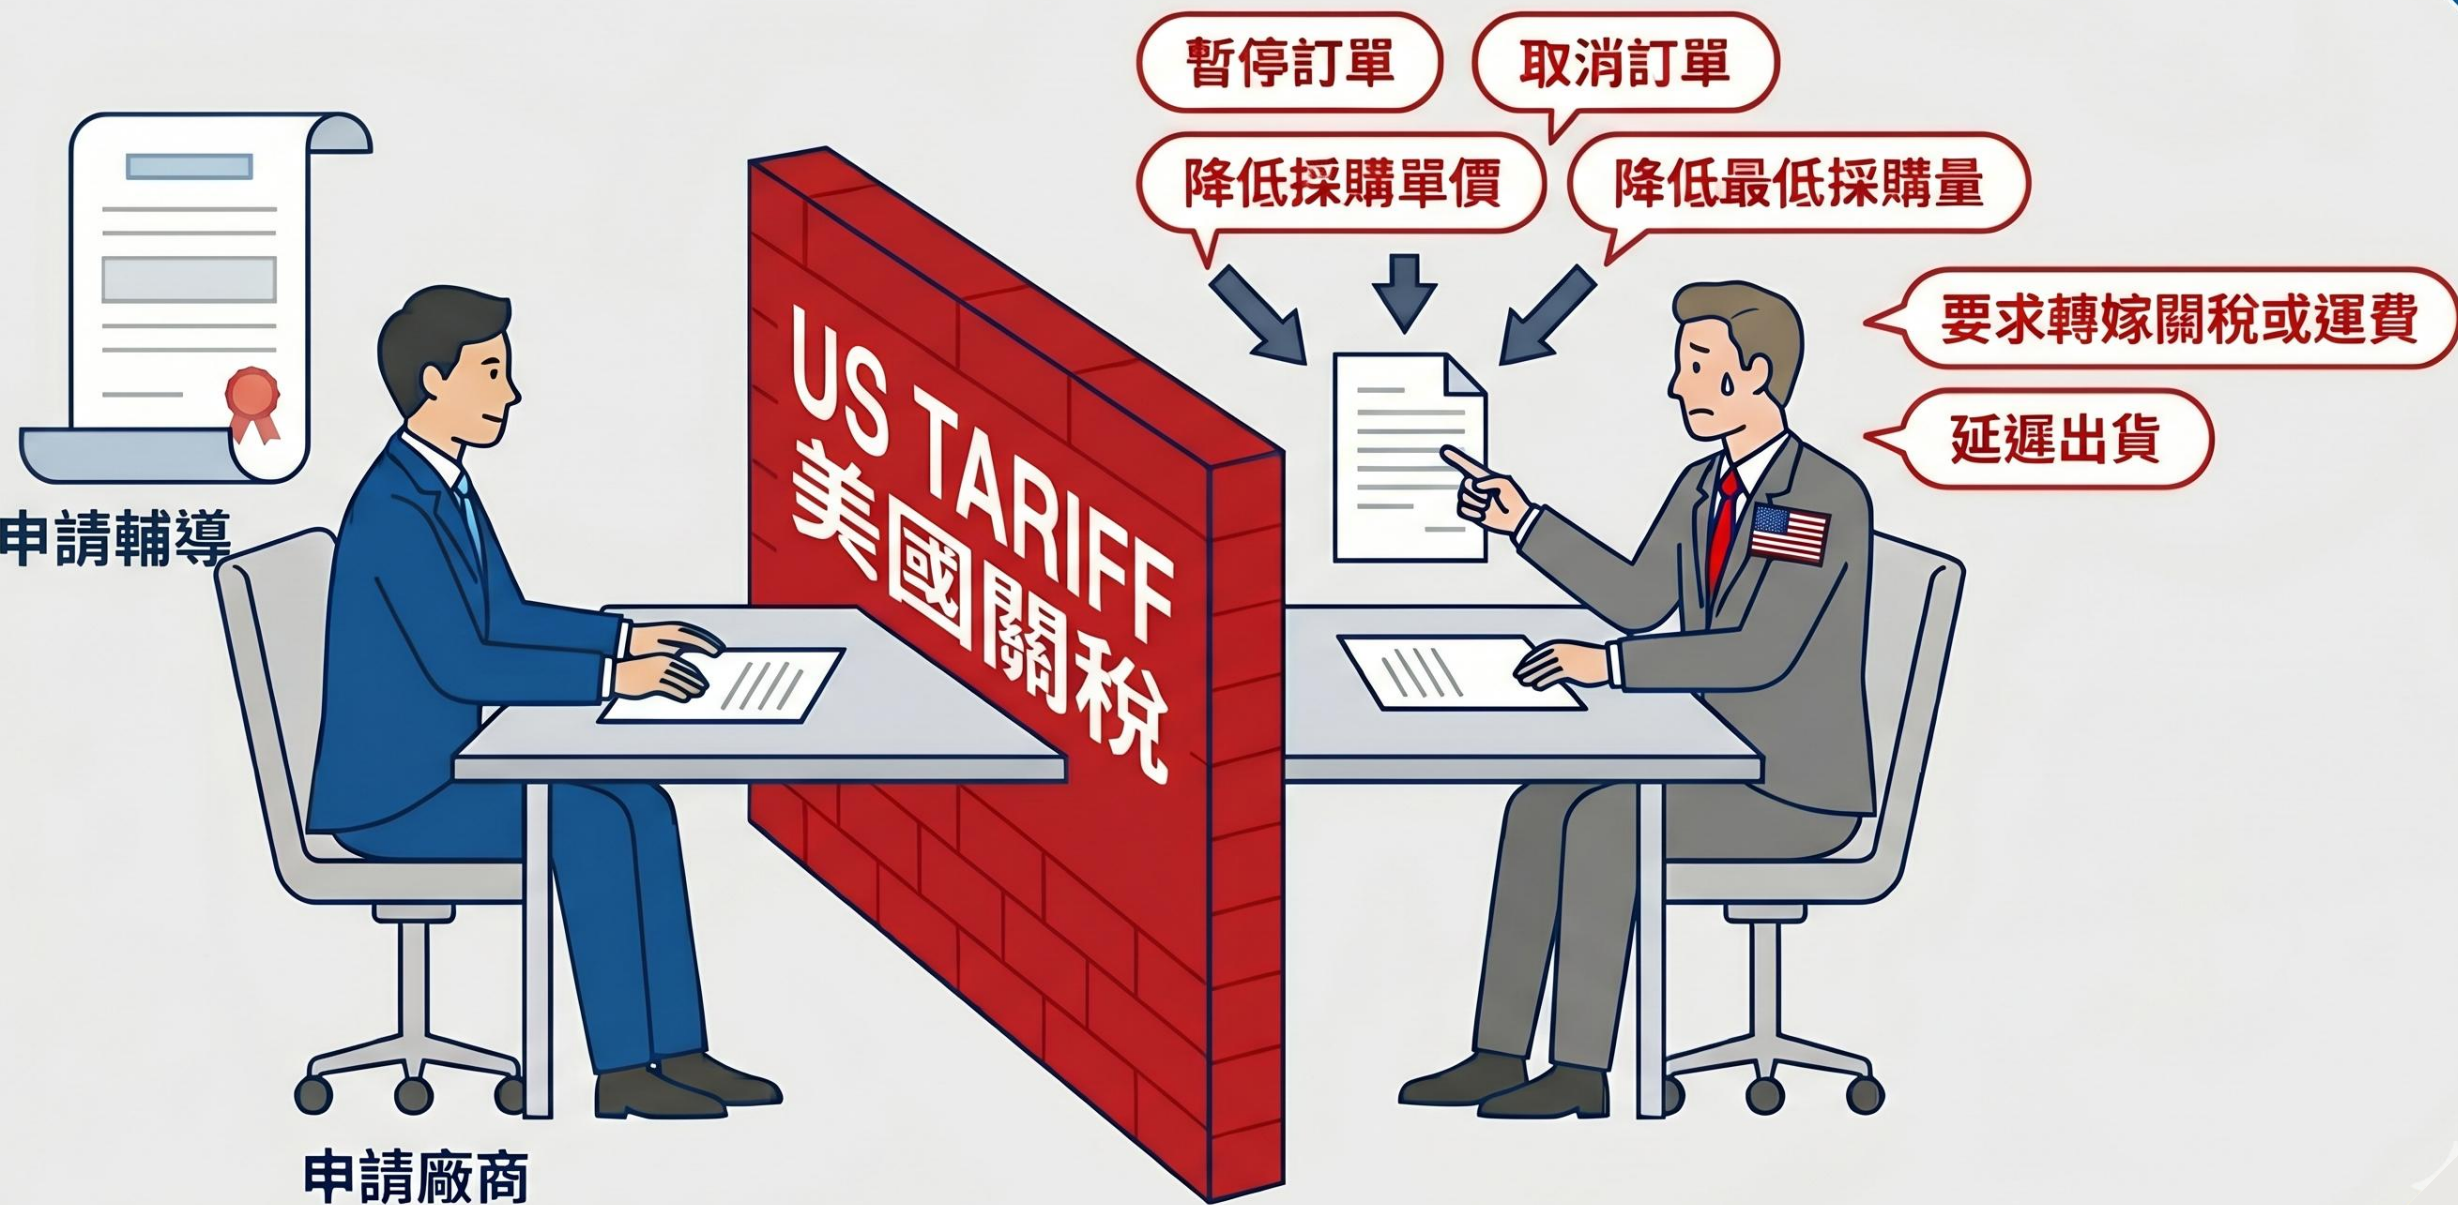 暫停訂單
取消訂單
降低採購單價
降低最低採購量
要求轉嫁關稅或運費
延遲出貨
申請輔導
US TARIFF
美國關稅
申請廠商